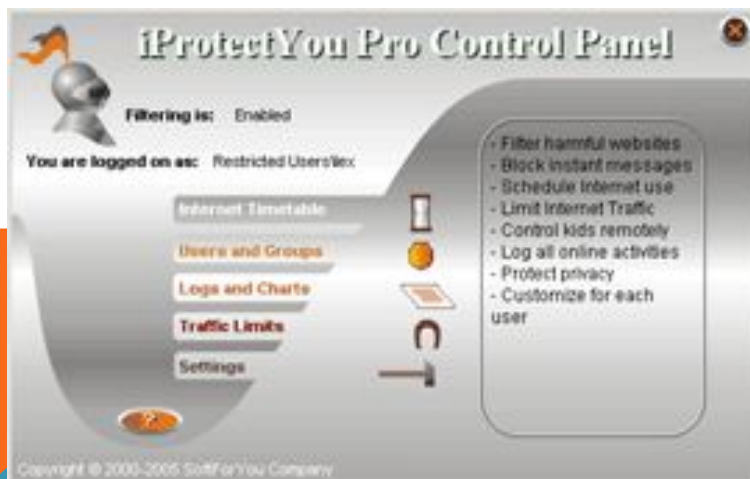 iProtectYou Pro Control Panel
Filtering is: Enabled
You are logged on as: Restricted Users\lex
Internet Timetable
Users and Groups
Logs and Charts
Traffic Limits
Settings
?
- Filter harmful websites
- Block instant messages
- Schedule Internet use
- Limit Internet Traffic
- Control kids remotely
- Log all online activities
- Protect privacy
- Customize for each
user
Copyright © 2000-2005 SoftForYou Company